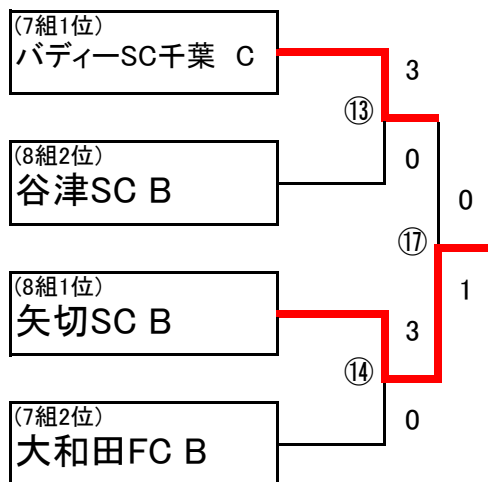 (7組1位)
バディーSC千葉 C
3
⑬
0
(8組2位)
谷津SC B
0
⑰
1
(8組1位)
矢切SC B
3
⑭
0
(7組2位)
大和田FC B